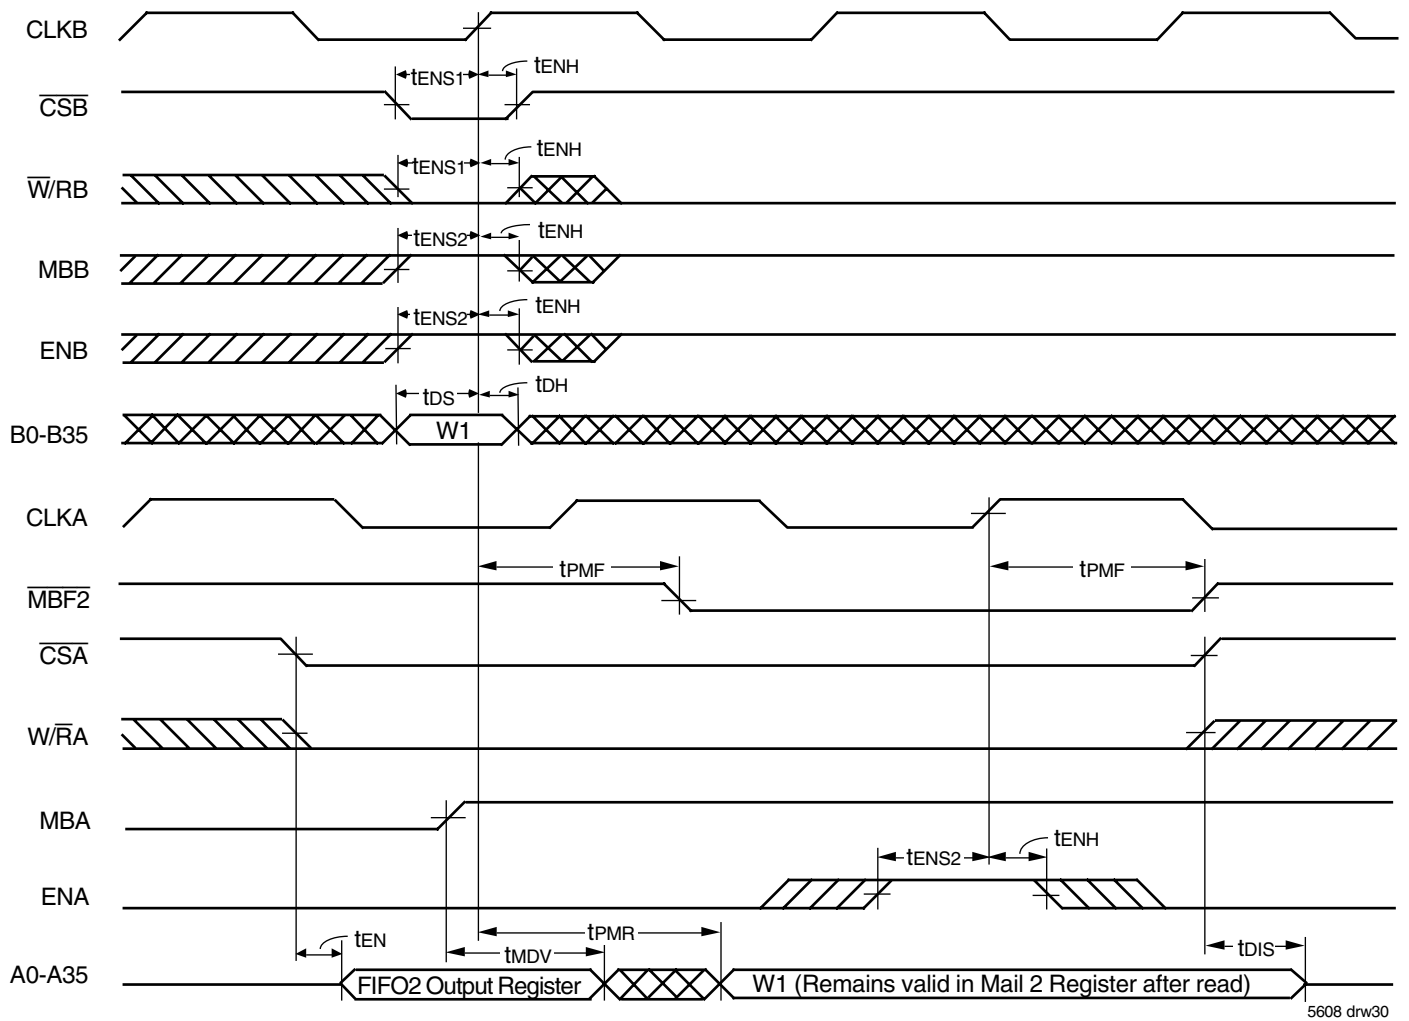 CLKB
tENS1
tENH
CSB
tENS1
tENH
W/RB
tENS2
tENH
MBB
tENS2
tENH
ENB
tDS
tDH
B0-B35
W1
CLKA
tPMF
tPMF
MBF2
CSA
W/RA
MBA
tENS2
tENH
ENA
tEN
tMDV
tPMR
tDIS
A0-A35
FIFO2 Output Register
W1 (Remains valid in Mail 2 Register after read)
5608 drw30